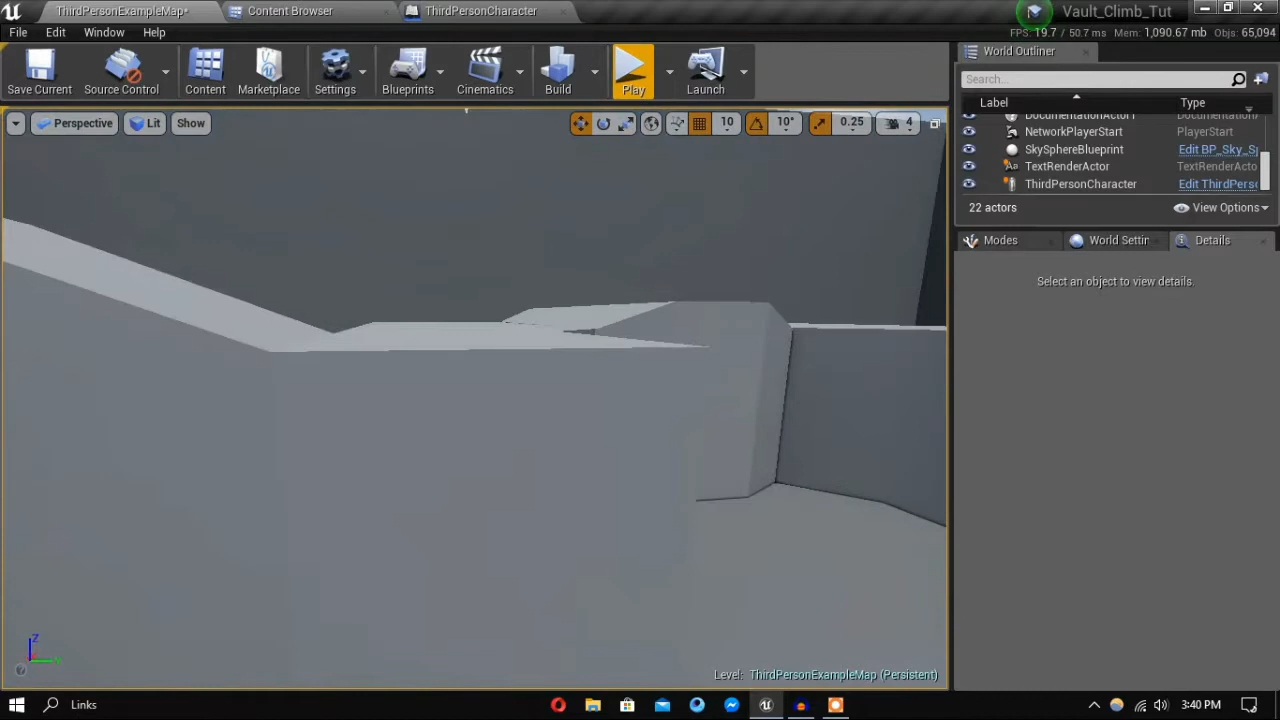 ThirdPersonExampleMap*
Content Browser
ThirdPersonCharacter
Vault_Climb_Tut
File
Edit
Window
Help
FPS: 19.7 / 50.7 ms
Mem: 1,090.67 mb
Objs: 65,094
Save Current
Source Control
Content
Marketplace
Settings
Blueprints
Cinematics
Build
Play
Launch
World Outliner
Search...
Label
Type
DocumentationActor1
NetworkPlayerStart
PlayerStart
SkySphereBlueprint
Edit BP_Sky_Sp
TextRenderActor
TextRenderActo
ThirdPersonCharacter
Edit ThirdPerso
22 actors
View Options
Perspective
Lit
Show
10
10°
0.25
4
Modes
World Settin
Details
Select an object to view details.
Z
Level: ThirdPersonExampleMap (Persistent)
Links
3:40 PM